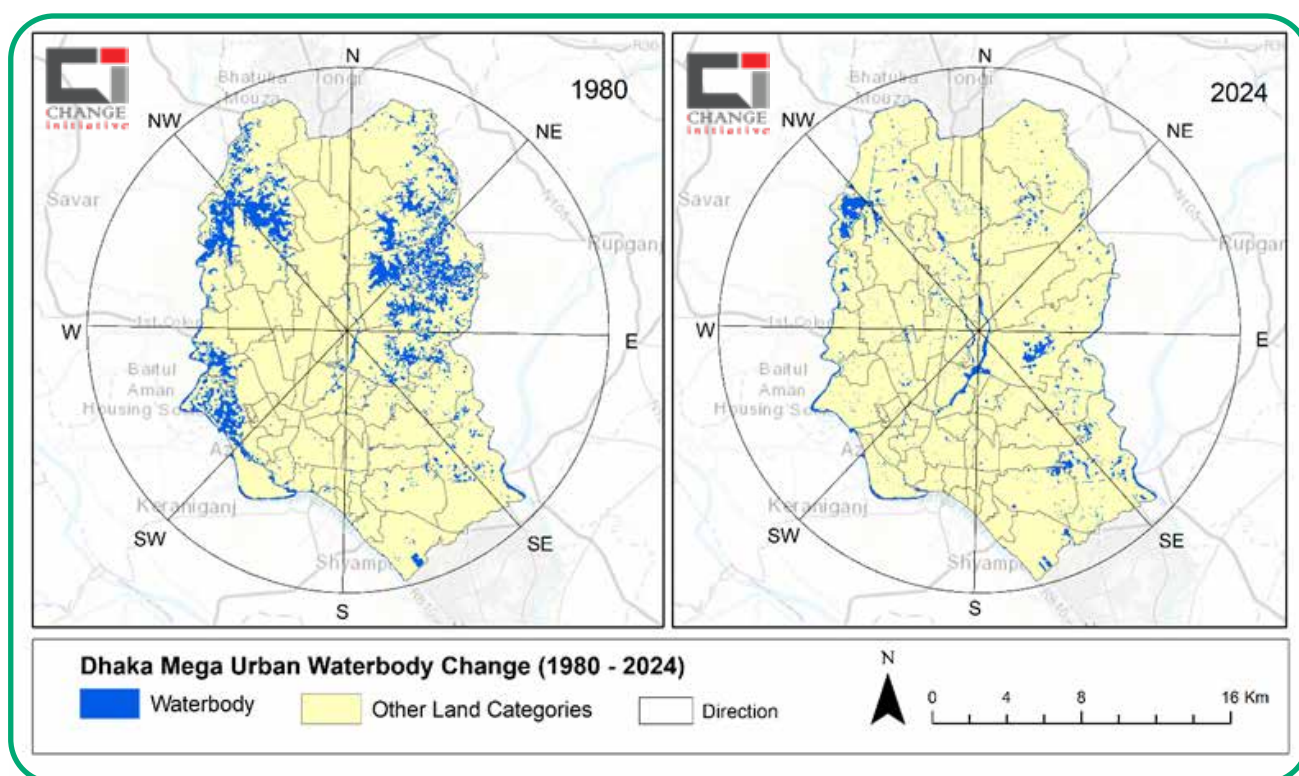 CHANGE
initiative
1980
N
NE
E
SE
S
SW
W
NW
Bhatulia
Mouza
Tongi
Savar
N105
Rupganj
Baitul
Aman
Housing So
Keraniganj
Shyamp
CHANGE
initiative
2024
N
NE
E
SE
S
SW
W
NW
Bhatulia
Mouza
Tongi
Savar
N105
Rupganj
Baitul
Aman
Housing So
Keraniganj
Shyamp
Dhaka Mega Urban Waterbody Change (1980 - 2024)
Waterbody
Other Land Categories
Direction
N
0 4 8 16 Km